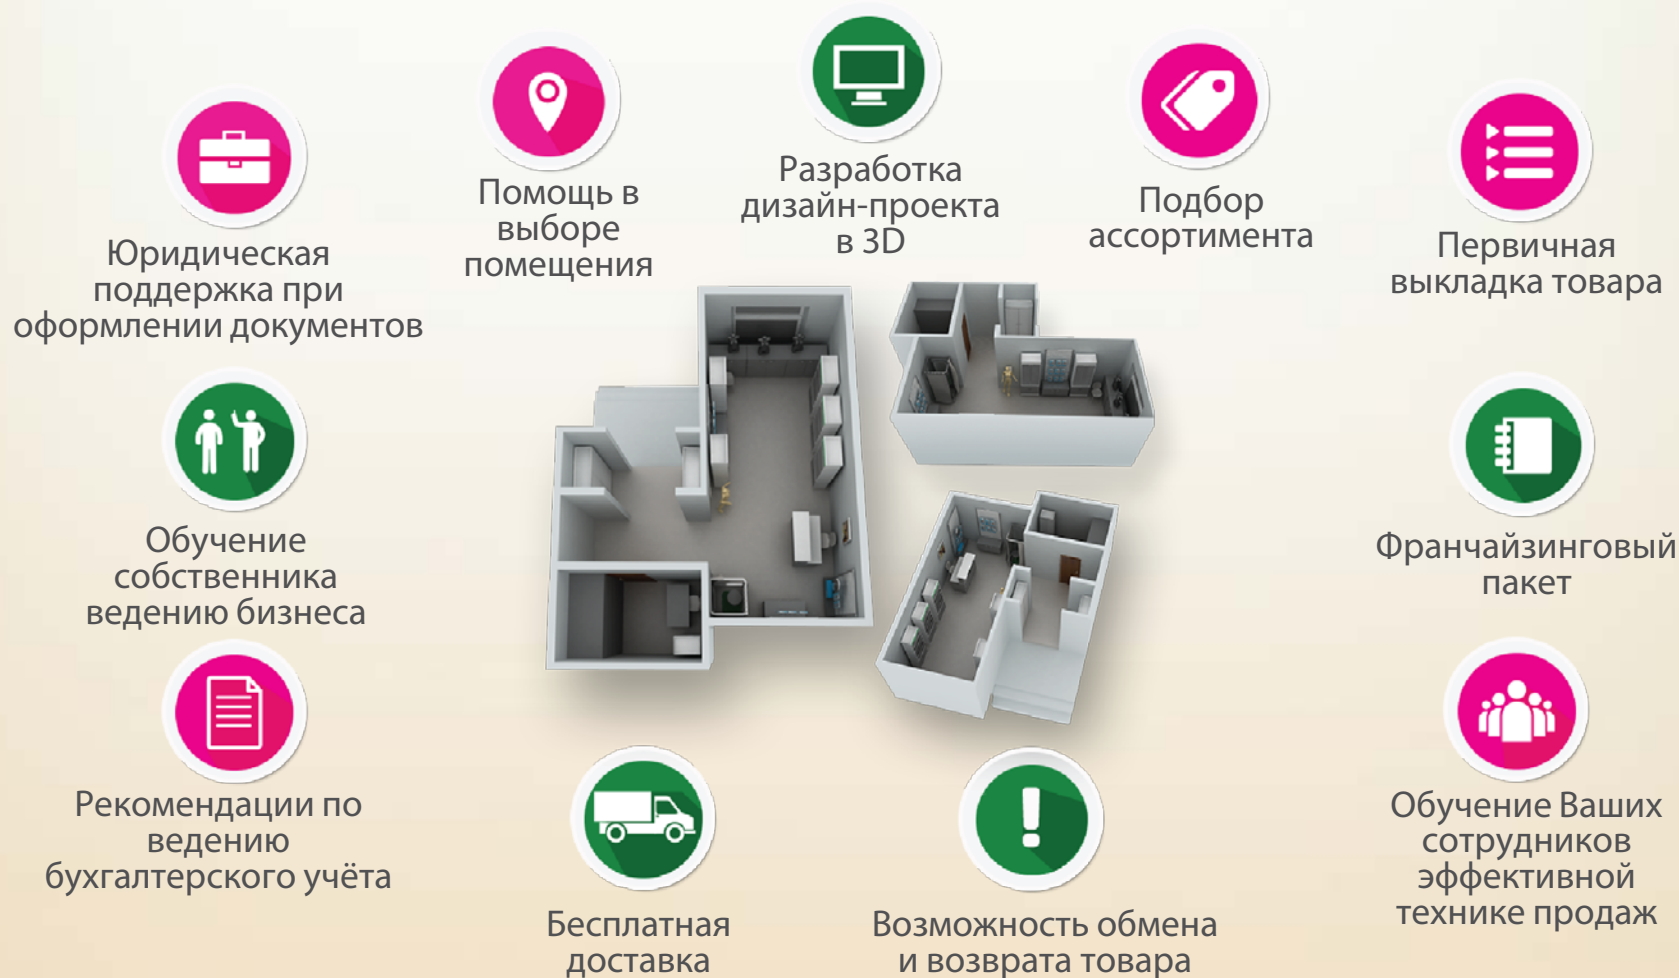 Юридическая
поддержка при
оформлении документов
Помощь в
выборе
помещения
Разработка
дизайн-проекта
в 3D
Подбор
ассортимента
Первичная
выкладка товара
Обучение
собственника
ведению бизнеса
Франчайзинговый
пакет
Рекомендации по
ведению
бухгалтерского учёта
Бесплатная
доставка
Возможность обмена
и возврата товара
Обучение Ваших
сотрудников
эффективной
технике продаж